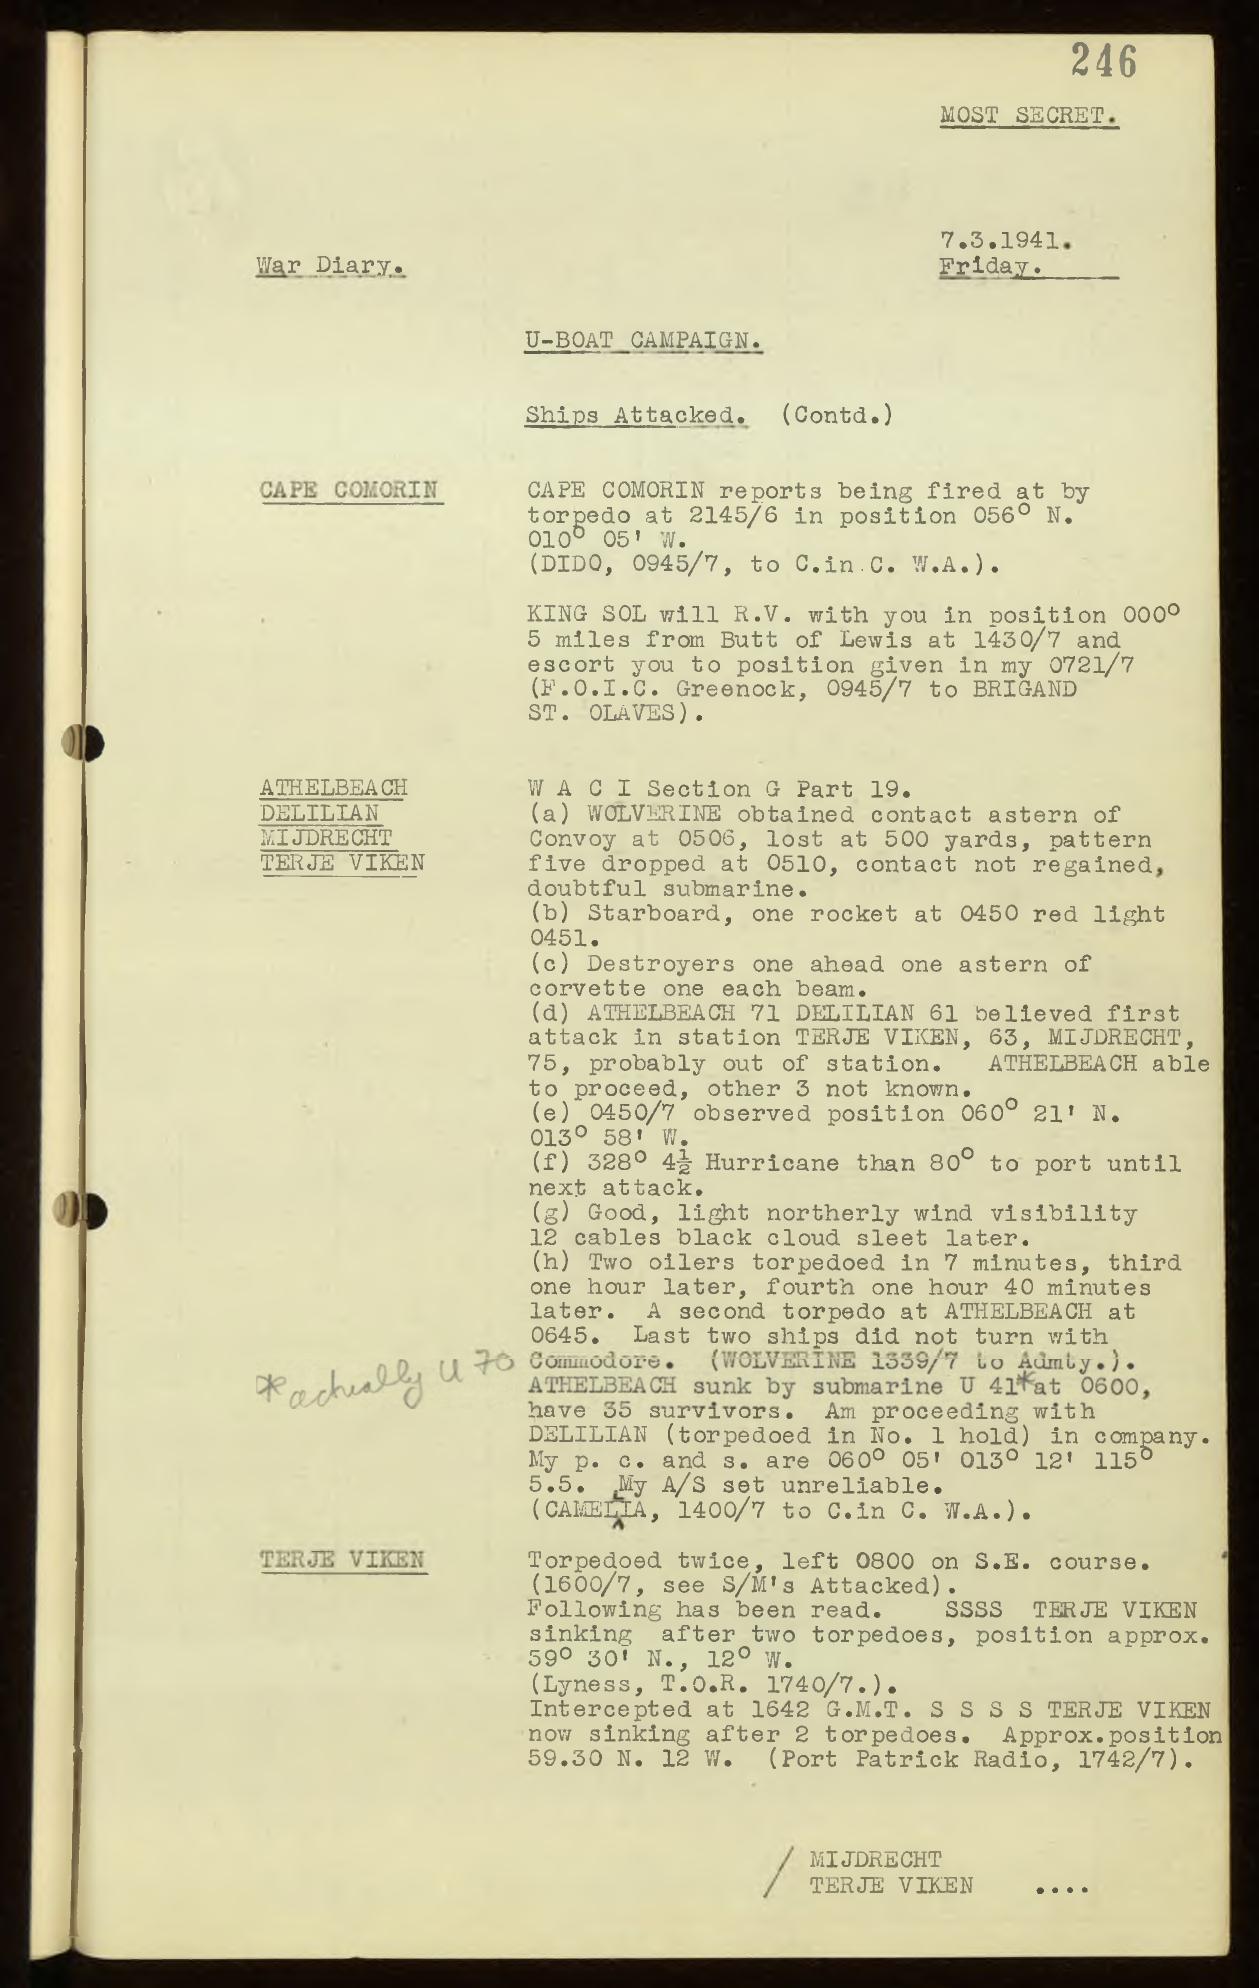 246
MOST SECRET.
7.3.1941.
War Diary.
Friday.
U-BOAT CAMPAIGN.
Ships Attacked. (Contd.)
CAPE COMORIN
CAPE COMORIN reports being fired at by
torpedo at 2145/6 in position 056° N.
010° 05' W.
(DIDO, 0945/7, to C.in.C. W.A.).
KING SOL will R.V. with you in position 000°
5 miles from Butt of Lewis at 1430/7 and
escort you to position given in my 0721/7
(F.O.I.C. Greenock, 0945/7 to BRIGAND
ST. OLAVES).
ATHELBEACH
DELILIAN
MIJDRECHT
TERJE VIKEN
W A C I Section G Part 19.
(a) WOLVERINE obtained contact astern of
Convoy at 0506, lost at 500 yards, pattern
five dropped at 0510, contact not regained,
doubtful submarine.
(b) Starboard, one rocket at 0450 red light
0451.
(c) Destroyers one ahead one astern of
corvette one each beam.
(d) ATHELBEACH 71 DELILIAN 61 believed first
attack in station TERJE VIKEN, 63, MIJDRECHT,
75, probably out of station. ATHELBEACH able
to proceed, other 3 not known.
(e) 0450/7 observed position 060° 21' N.
013° 58' W.
(f) 328° 4½ Hurricane than 80° to port until
next attack.
(g) Good, light northerly wind visibility
12 cables black cloud sleet later.
(h) Two oilers torpedoed in 7 minutes, third
one hour later, fourth one hour 40 minutes
later. A second torpedo at ATHELBEACH at
0645. Last two ships did not turn with
Commodore. (WOLVERINE 1339/7 to Admty.).
*actually U 70
ATHELBEACH sunk by submarine U 41* at 0600,
have 35 survivors. Am proceeding with
DELILIAN (torpedoed in No. 1 hold) in company.
My p. c. and s. are 060° 05' 013° 12' 115°
5.5. My A/S set unreliable.
(CAMELLIA, 1400/7 to C.in C. W.A.).
TERJE VIKEN
Torpedoed twice, left 0800 on S.E. course.
(1600/7, see S/M's Attacked).
Following has been read. SSSS TERJE VIKEN
sinking after two torpedoes, position approx.
59° 30' N., 12° W.
(Lyness, T.O.R. 1740/7.).
Intercepted at 1642 G.M.T. S S S S TERJE VIKEN
now sinking after 2 torpedoes. Approx.position
59.30 N. 12 W. (Port Patrick Radio, 1742/7).
/ MIJDRECHT
TERJE VIKEN ....